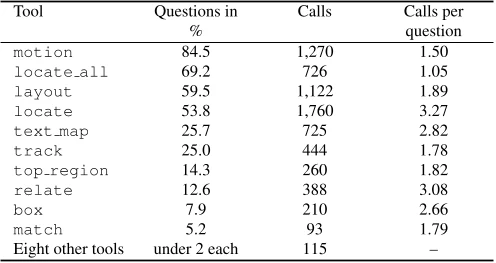 Tool Questions in % Calls Calls per question
motion 84.5 1,270 1.50
locate_all 69.2 726 1.05
layout 59.5 1,122 1.89
locate 53.8 1,760 3.27
text_map 25.7 725 2.82
track 25.0 444 1.78
top_region 14.3 260 1.82
relate 12.6 388 3.08
box 7.9 210 2.66
match 5.2 93 1.79
Eight other tools under 2 each 115 –